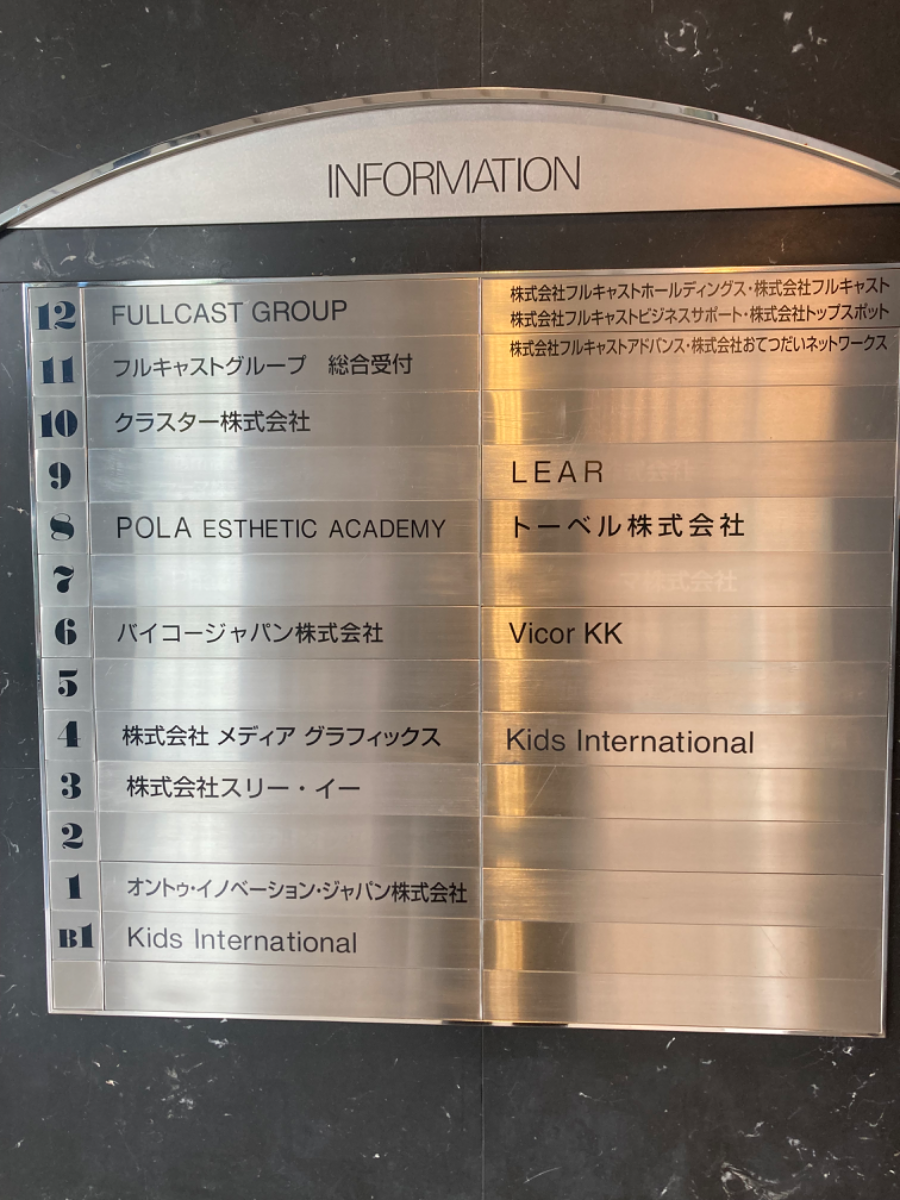 INFORMATION
12 FULLCAST GROUP 株式会社フルキャストホールディングス・株式会社フルキャスト
株式会社フルキャストビジネスサポート・株式会社トップスポット
11 フルキャストグループ 総合受付 株式会社フルキャストアドバンス・株式会社おてつだいネットワークス
10 クラスター株式会社
9 LEAR
8 POLA ESTHETIC ACADEMY トーベル株式会社
7
6 バイコージャパン株式会社 Vicor KK
5
4 株式会社 メディア グラフィックス Kids International
3 株式会社スリー・イー
2
1 オントゥ・イノベーション・ジャパン株式会社
B1 Kids International